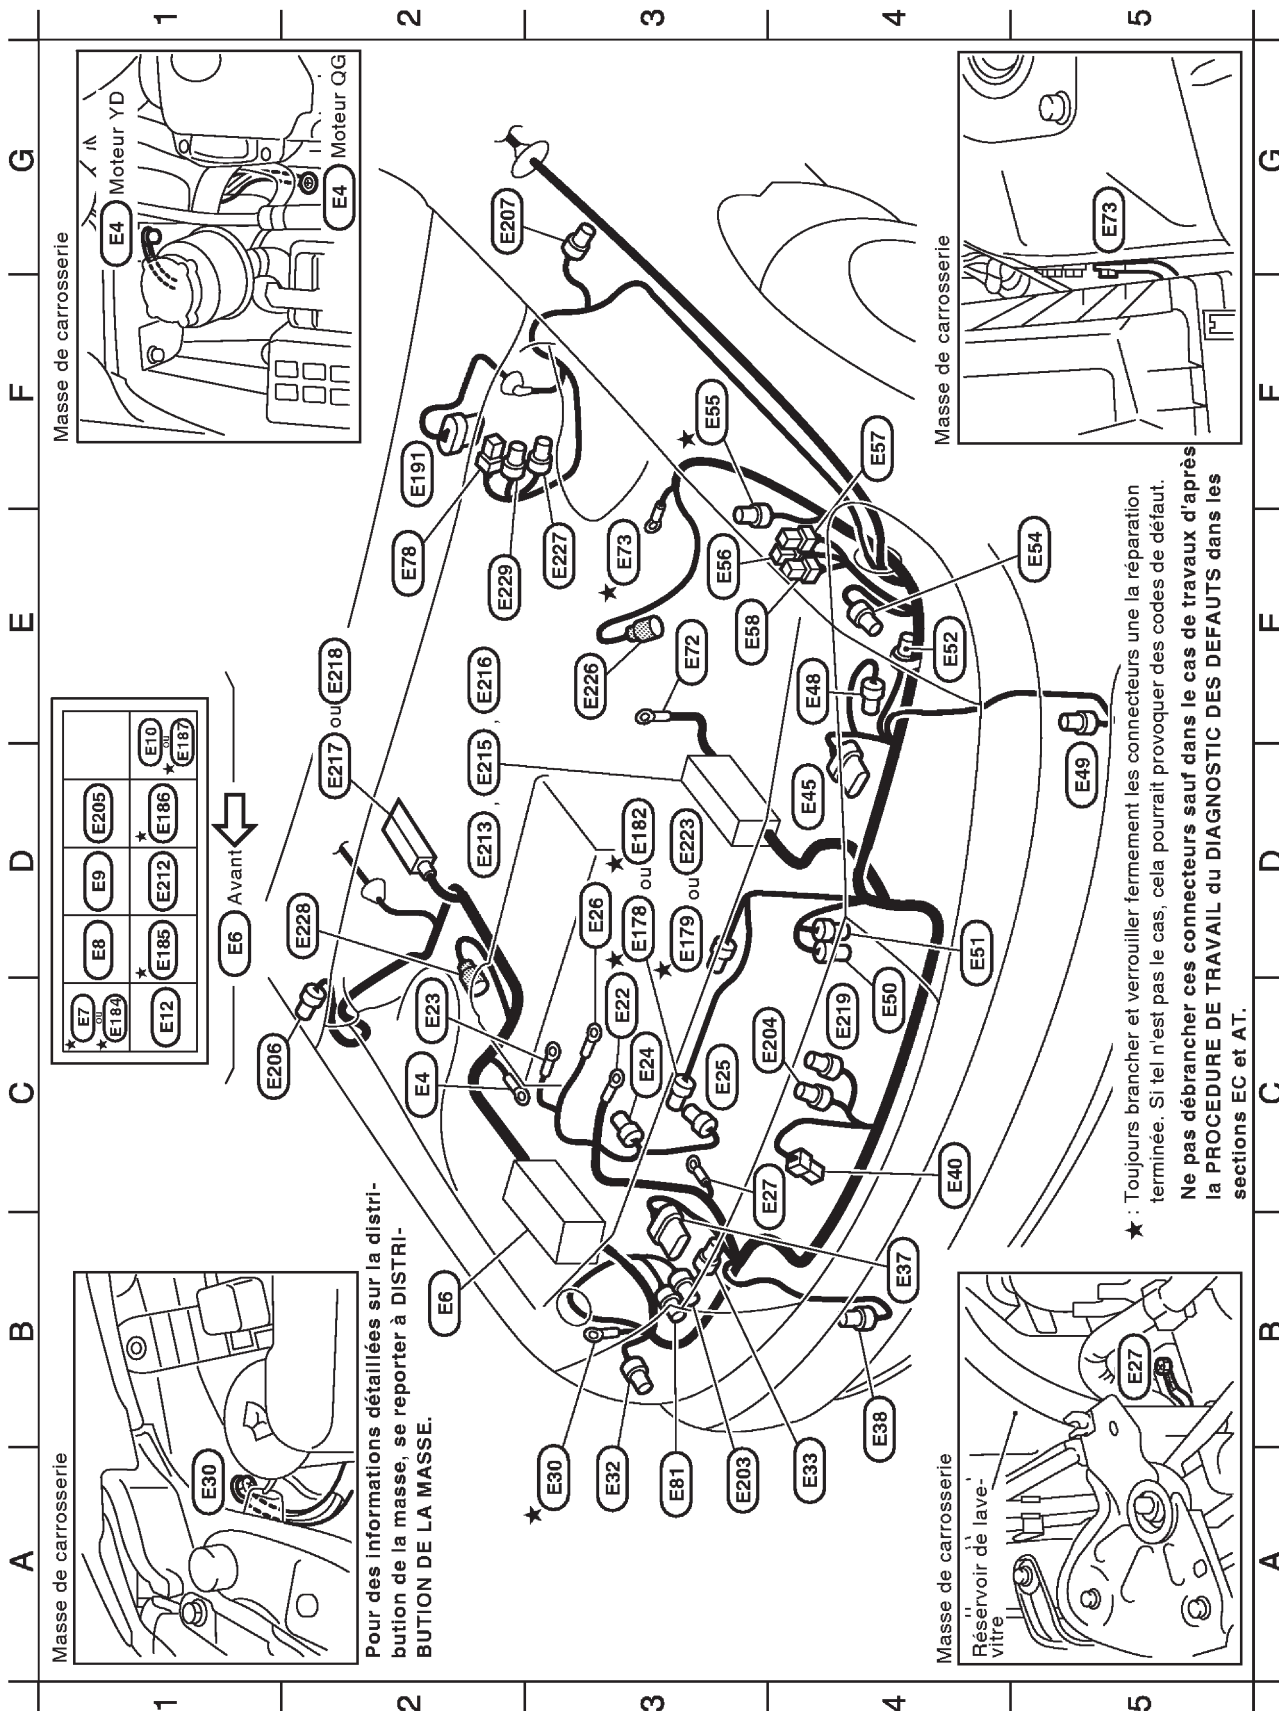 1
2
3
4
5
G
F
E
D
C
B
A
Masse de carrosserie
E30
Masse de carrosserie
E4 Moteur YD
E4 Moteur QG
★ E7 ou ★ E184
E8
E9
E205
E12
★ E185
E212
★ E186
E10 ou ★ E187
E6 Avant
Pour des informations détaillées sur la distri-
bution de la masse, se reporter à DISTRI-
BUTION DE LA MASSE.
E206
E228
E217 ou E218
E4
E23
E213 , E215 , E216
E78
E191
E229
E227
E207
E6
E22
E26
E24
★ E178 ou ★ E182
★ E179 ou E223
E25
E226
★ E73
E72
E56
E58
★ E55
E57
★ E30
E32
E81
E203
E33
E38
E37
E27
E40
E204
E219
E50
E51
E45
E48
E52
E54
E49
Masse de carrosserie
Réservoir de lave-
vitre
E27
★ : Toujours brancher et verrouiller fermement les connecteurs une la réparation
terminée. Si tel n'est pas le cas, cela pourrait provoquer des codes de défaut.
Ne pas débrancher ces connecteurs sauf dans le cas de travaux d'après
la PROCEDURE DE TRAVAIL du DIAGNOSTIC DES DEFAUTS dans les
sections EC et AT.
Masse de carrosserie
E73
1
2
3
4
5
G
F
E
D
C
B
A